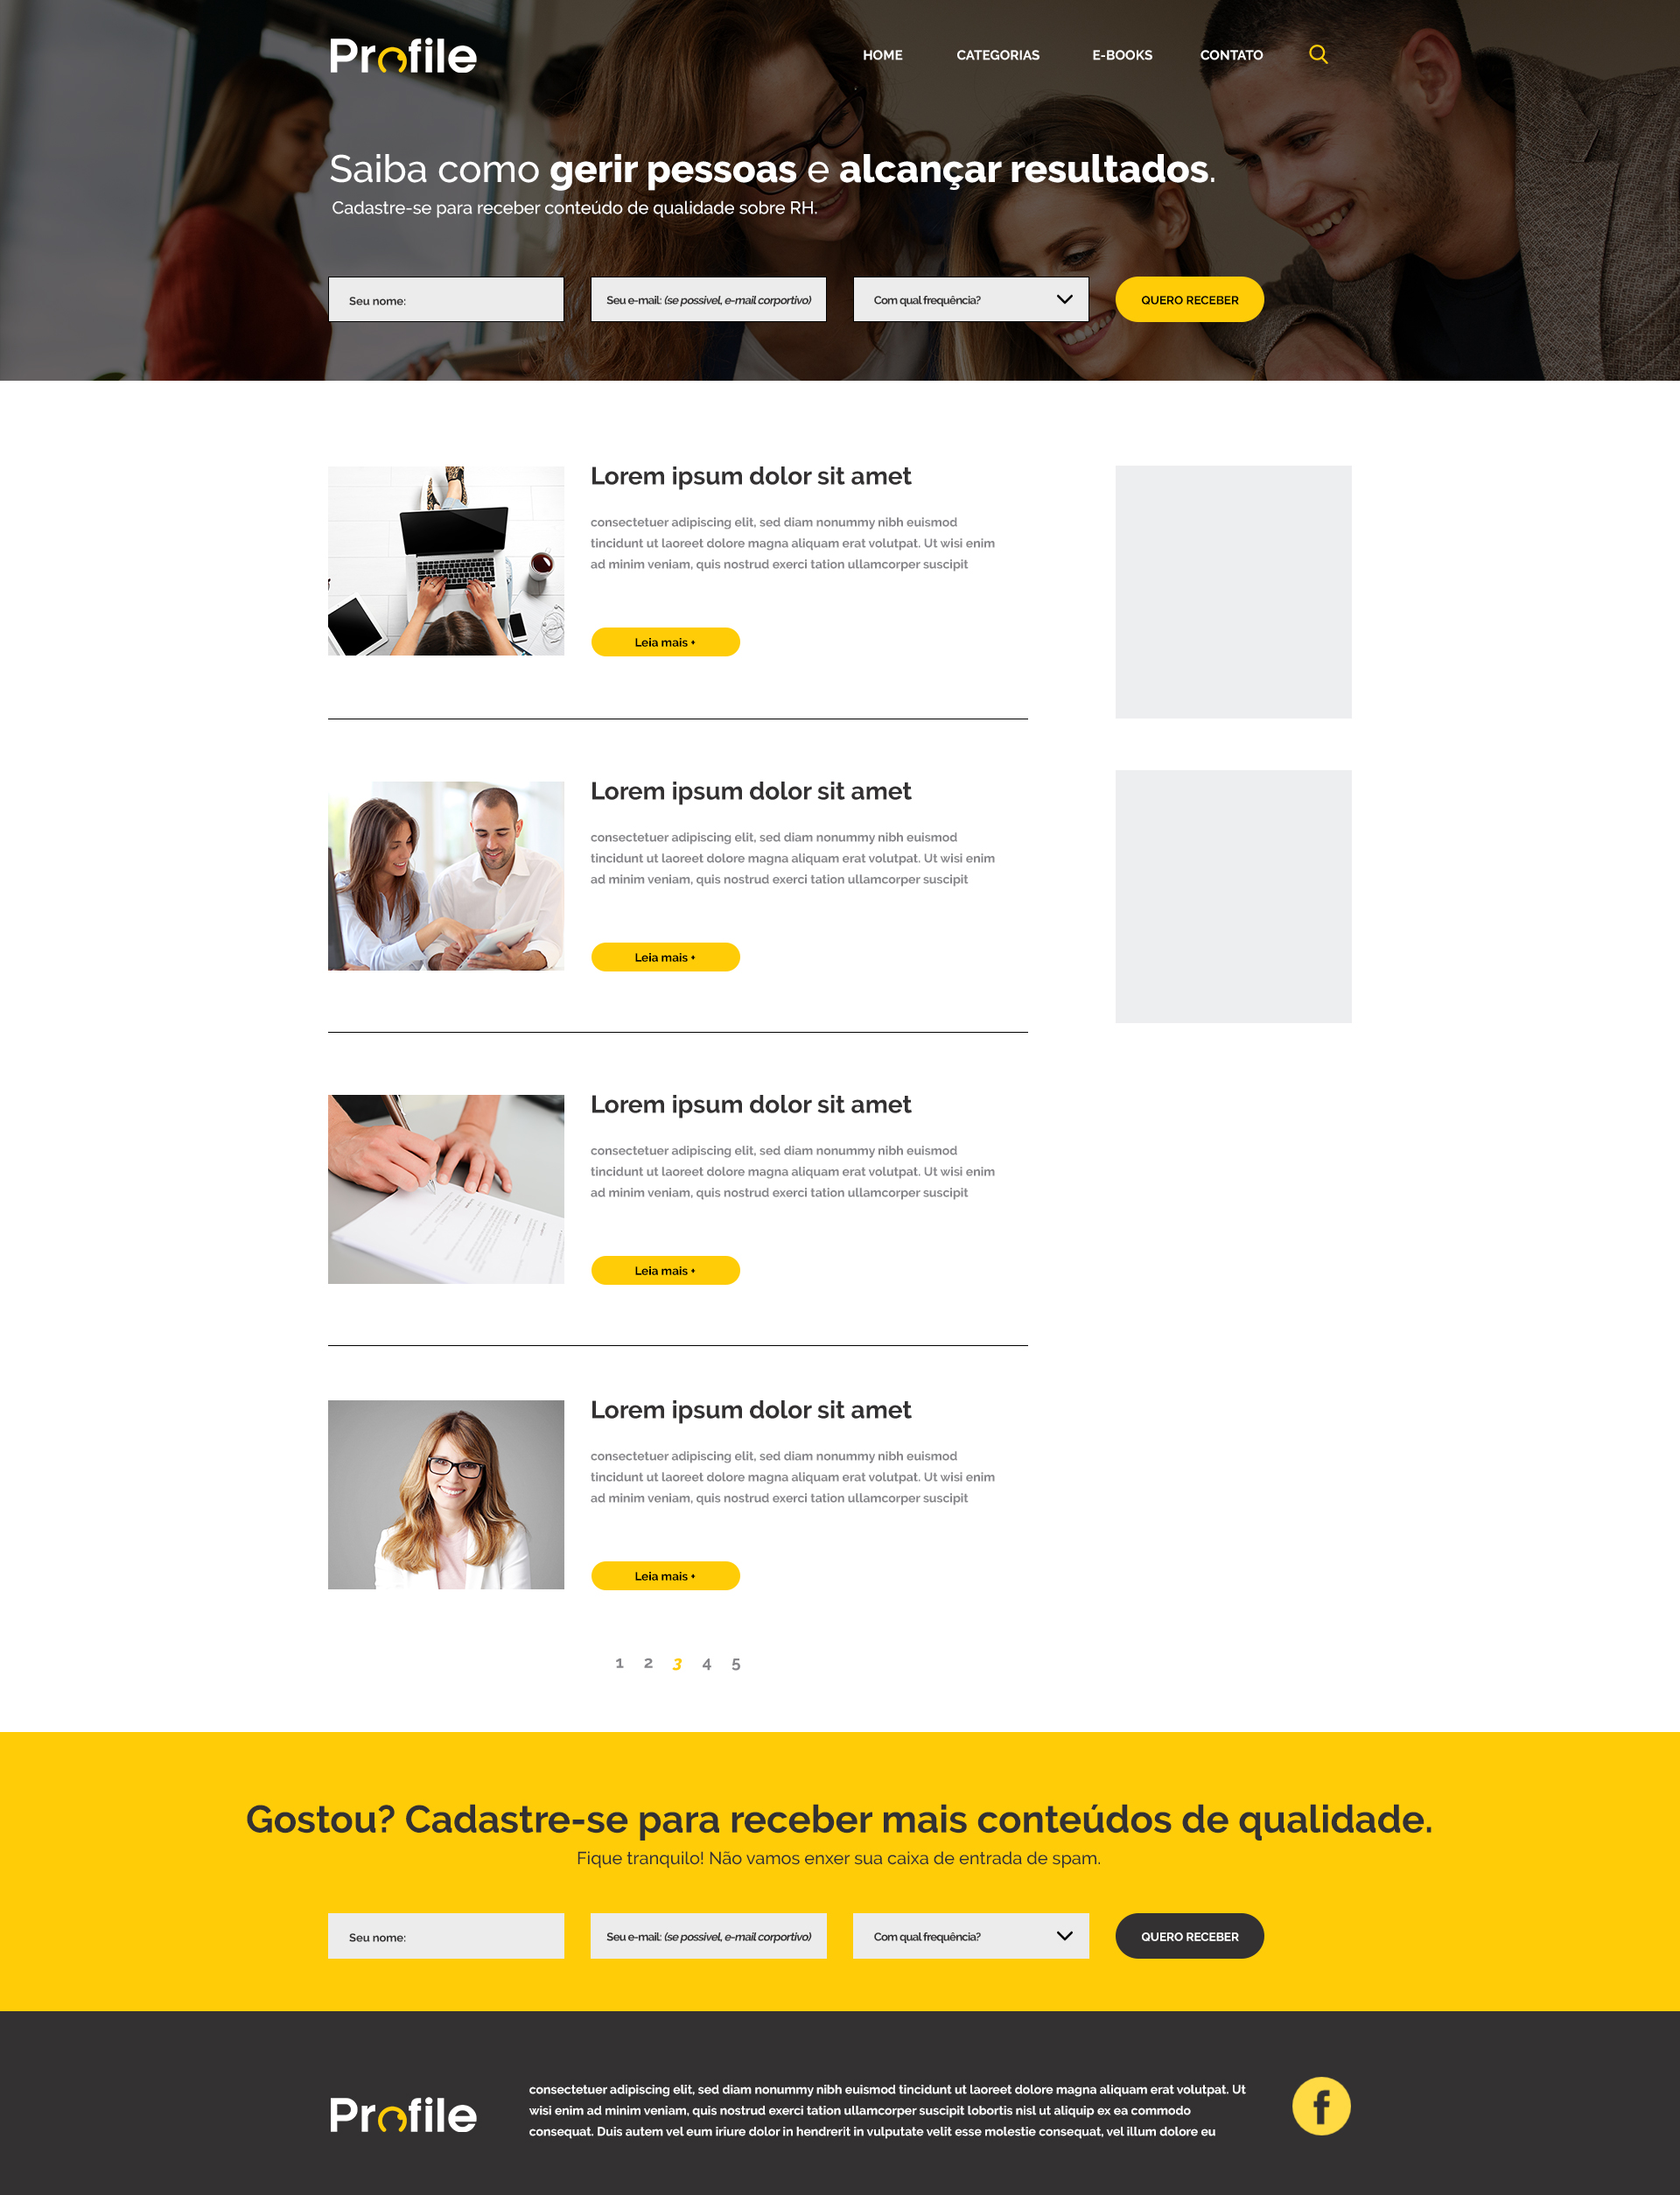 Profile
HOME CATEGORIAS E-BOOKS CONTATO
Saiba como gerir pessoas e alcançar resultados.
Cadastre-se para receber conteúdo de qualidade sobre RH.
Seu nome: Seu e-mail: (se possível, e-mail corportivo) Com qual frequência? QUERO RECEBER
Lorem ipsum dolor sit amet
consectetuer adipiscing elit, sed diam nonummy nibh euismod
tincidunt ut laoreet dolore magna aliquam erat volutpat. Ut wisi enim
ad minim veniam, quis nostrud exerci tation ullamcorper suscipit
Leia mais +
Lorem ipsum dolor sit amet
consectetuer adipiscing elit, sed diam nonummy nibh euismod
tincidunt ut laoreet dolore magna aliquam erat volutpat. Ut wisi enim
ad minim veniam, quis nostrud exerci tation ullamcorper suscipit
Leia mais +
Lorem ipsum dolor sit amet
consectetuer adipiscing elit, sed diam nonummy nibh euismod
tincidunt ut laoreet dolore magna aliquam erat volutpat. Ut wisi enim
ad minim veniam, quis nostrud exerci tation ullamcorper suscipit
Leia mais +
Lorem ipsum dolor sit amet
consectetuer adipiscing elit, sed diam nonummy nibh euismod
tincidunt ut laoreet dolore magna aliquam erat volutpat. Ut wisi enim
ad minim veniam, quis nostrud exerci tation ullamcorper suscipit
Leia mais +
1 2 3 4 5
Gostou? Cadastre-se para receber mais conteúdos de qualidade.
Fique tranquilo! Não vamos enxer sua caixa de entrada de spam.
Seu nome: Seu e-mail: (se possível, e-mail corportivo) Com qual frequência? QUERO RECEBER
Profile
consectetuer adipiscing elit, sed diam nonummy nibh euismod tincidunt ut laoreet dolore magna aliquam erat volutpat. Ut
wisi enim ad minim veniam, quis nostrud exerci tation ullamcorper suscipit lobortis nisl ut aliquip ex ea commodo
consequat. Duis autem vel eum iriure dolor in hendrerit in vulputate velit esse molestie consequat, vel illum dolore eu
f